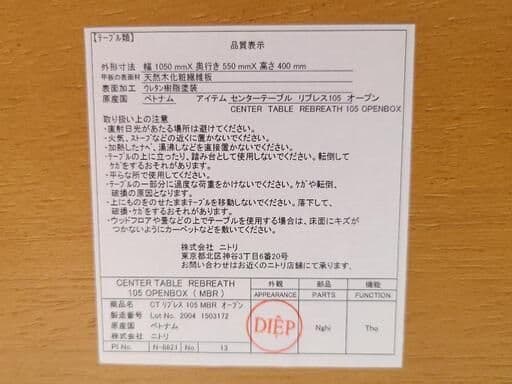 【テーブル類】
品質表示
外形寸法 幅 1050 mmX 奥行き 550 mmX 高さ 400 mm
甲板の表面材 天然木化粧繊維板
表面加工 ウレタン樹脂塗装
原産国 ベトナム アイテム センターテーブル リブレス105 オープン
CENTER TABLE REBREATH 105 OPENBOX
取り扱い上の注意
・直射日光があたる場所は避けてください。
・火気、ストーブなどの近くに置かないでください。
・加熱したナベ、湯沸しなどを直接置かないでください。
・テーブルの上に立ったり、踏み台として使用しないでください。転倒して
ケガをするおそれがあります。
・平らな所で使用してください。
・テーブルの一部分に過度な荷重をかけないでください。ケガや転倒、
破損の原因となります。
・上にものをのせたままテーブルを移動しないでください。落下して、
破損・ケガをするおそれがあります。
・ウッドフロアや畳などの上でテーブルを使用する場合は、床面にキズが
つかないようにカーペットなどを敷いてください。
株式会社 ニトリ
東京都北区神谷3丁目6番20号
お問い合わせはお近くのニトリ店舗にて承ります。
CENTER TABLE REBREATH
105 OPENBOX ( MBR )
外観 部品 機能
APPEARANCE PARTS FUNCTION
商品名 CT リブレス 105 MBR オープン
製造番号 Lot No. 2004 1503172
原産国 ベトナム
株式会社 ニトリ
DIỆP Nghi Tho
PI No. N-6821 No. 13